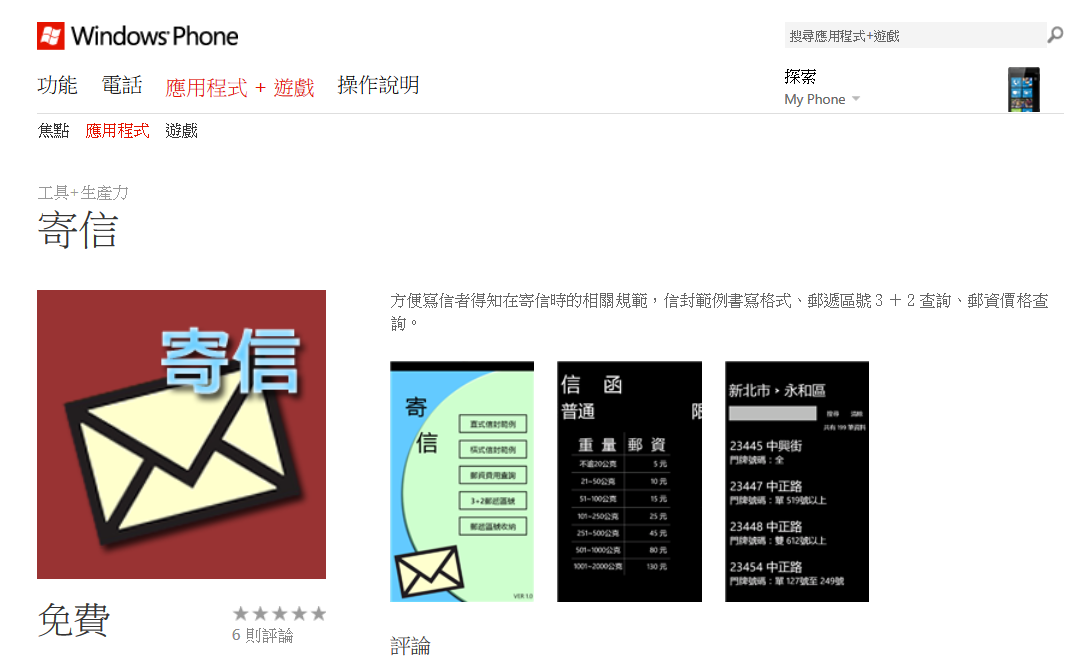 Windows Phone
搜尋應用程式+遊戲
功能 電話 應用程式 + 遊戲 操作說明
探索
My Phone
焦點 應用程式 遊戲
工具+生產力
寄信
寄信
方便寫信者得知在寄信時的相關規範，信封範例書寫格式、郵遞區號3＋2查詢、郵資價格查
詢。
寄
信
直式信封範例
橫式信封範例
郵資費用查詢
3+2郵遞區號
郵遞區號收納
VER 1.0
信 函
普通 限
重 量 郵 資
不逾20公克 5 元
21~50公克 10 元
51~100公克 15 元
101~250公克 25 元
251~500公克 45 元
501~1000公克 80 元
1001~2000公克 130 元
新北市，永和區
搜尋 清除
共有 199 筆資料
23445 中興街
門牌號碼：全
23447 中正路
門牌號碼：單 519號以上
23448 中正路
門牌號碼：雙 612號以上
23454 中正路
門牌號碼：單 127號至 249號
免費
6 則評論
評論